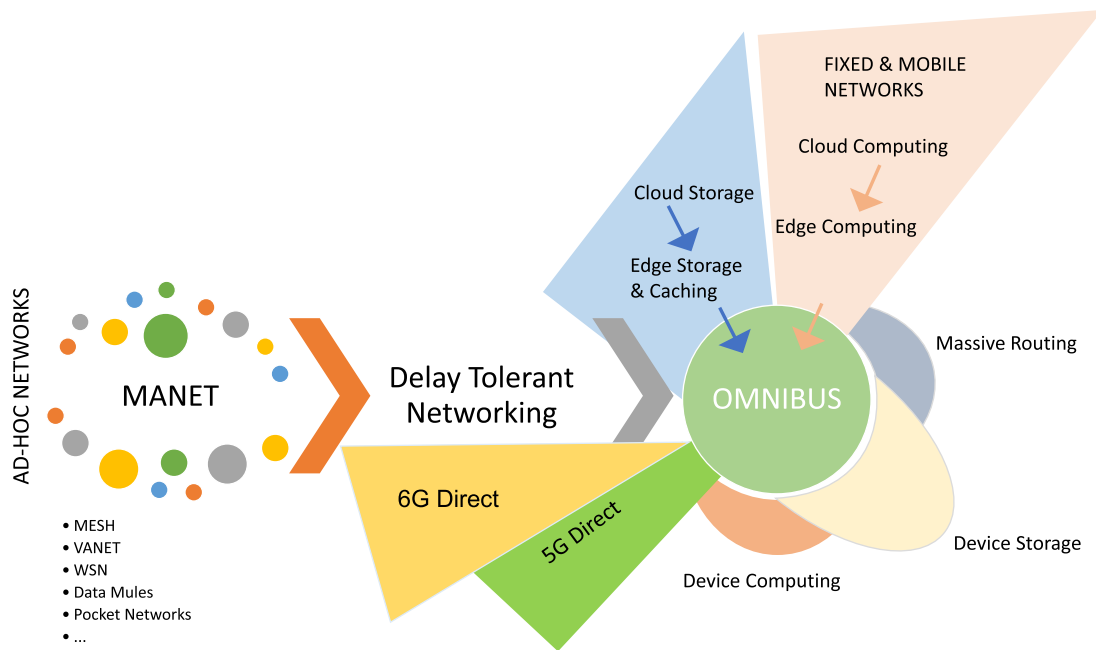 AD-HOC NETWORKS
MANET
• MESH
• VANET
• WSN
• Data Mules
• Pocket Networks
• ...
Delay Tolerant
Networking
6G Direct
5G Direct
Cloud Storage
Edge Storage
& Caching
FIXED & MOBILE
NETWORKS
Cloud Computing
Edge Computing
OMNIBUS
Massive Routing
Device Storage
Device Computing